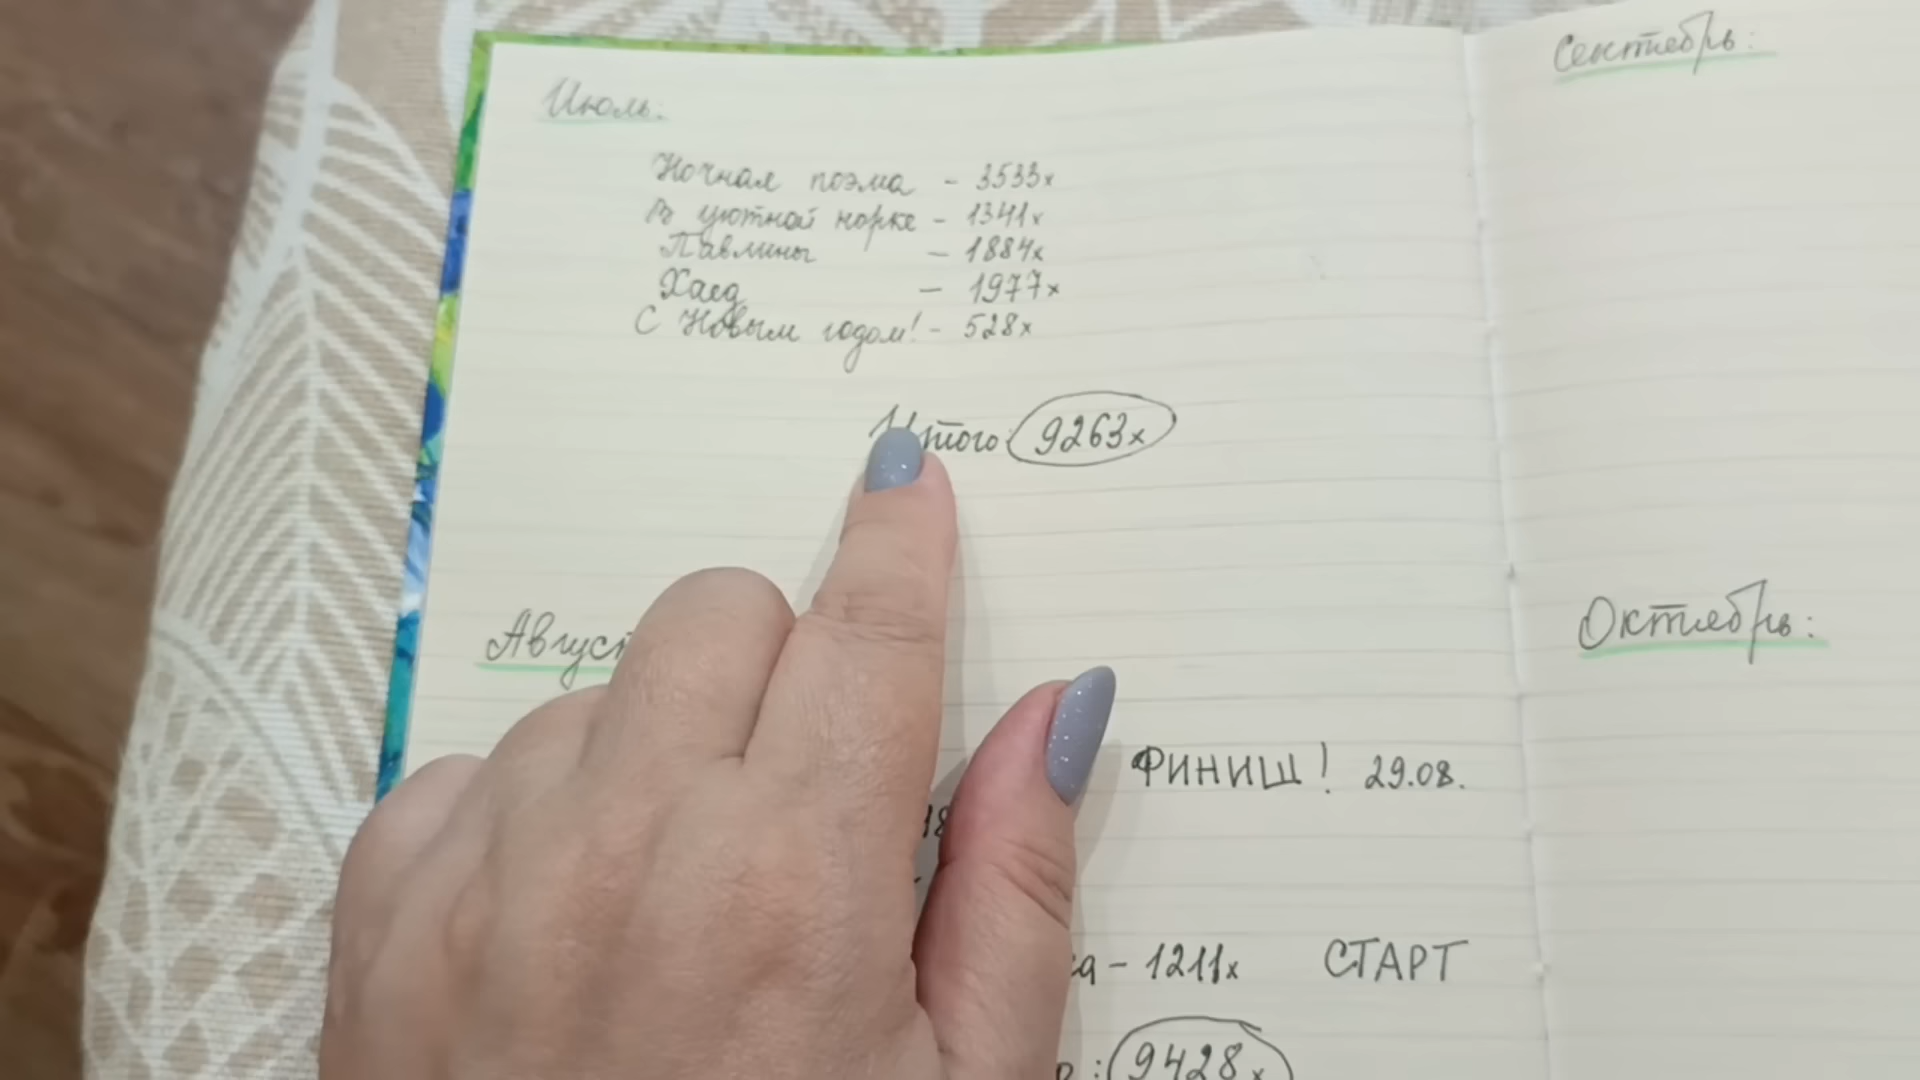 Июль:
Ночная поэма - 3533х
В уютной норке - 1341х
Павлины - 1884х
Хаед - 1977х
С Новым годом! - 528х
Итого: 9263х
Август
ФИНИШ! 29.08.
- 1211х СТАРТ
: 9428х
Сентябрь:
Октябрь: